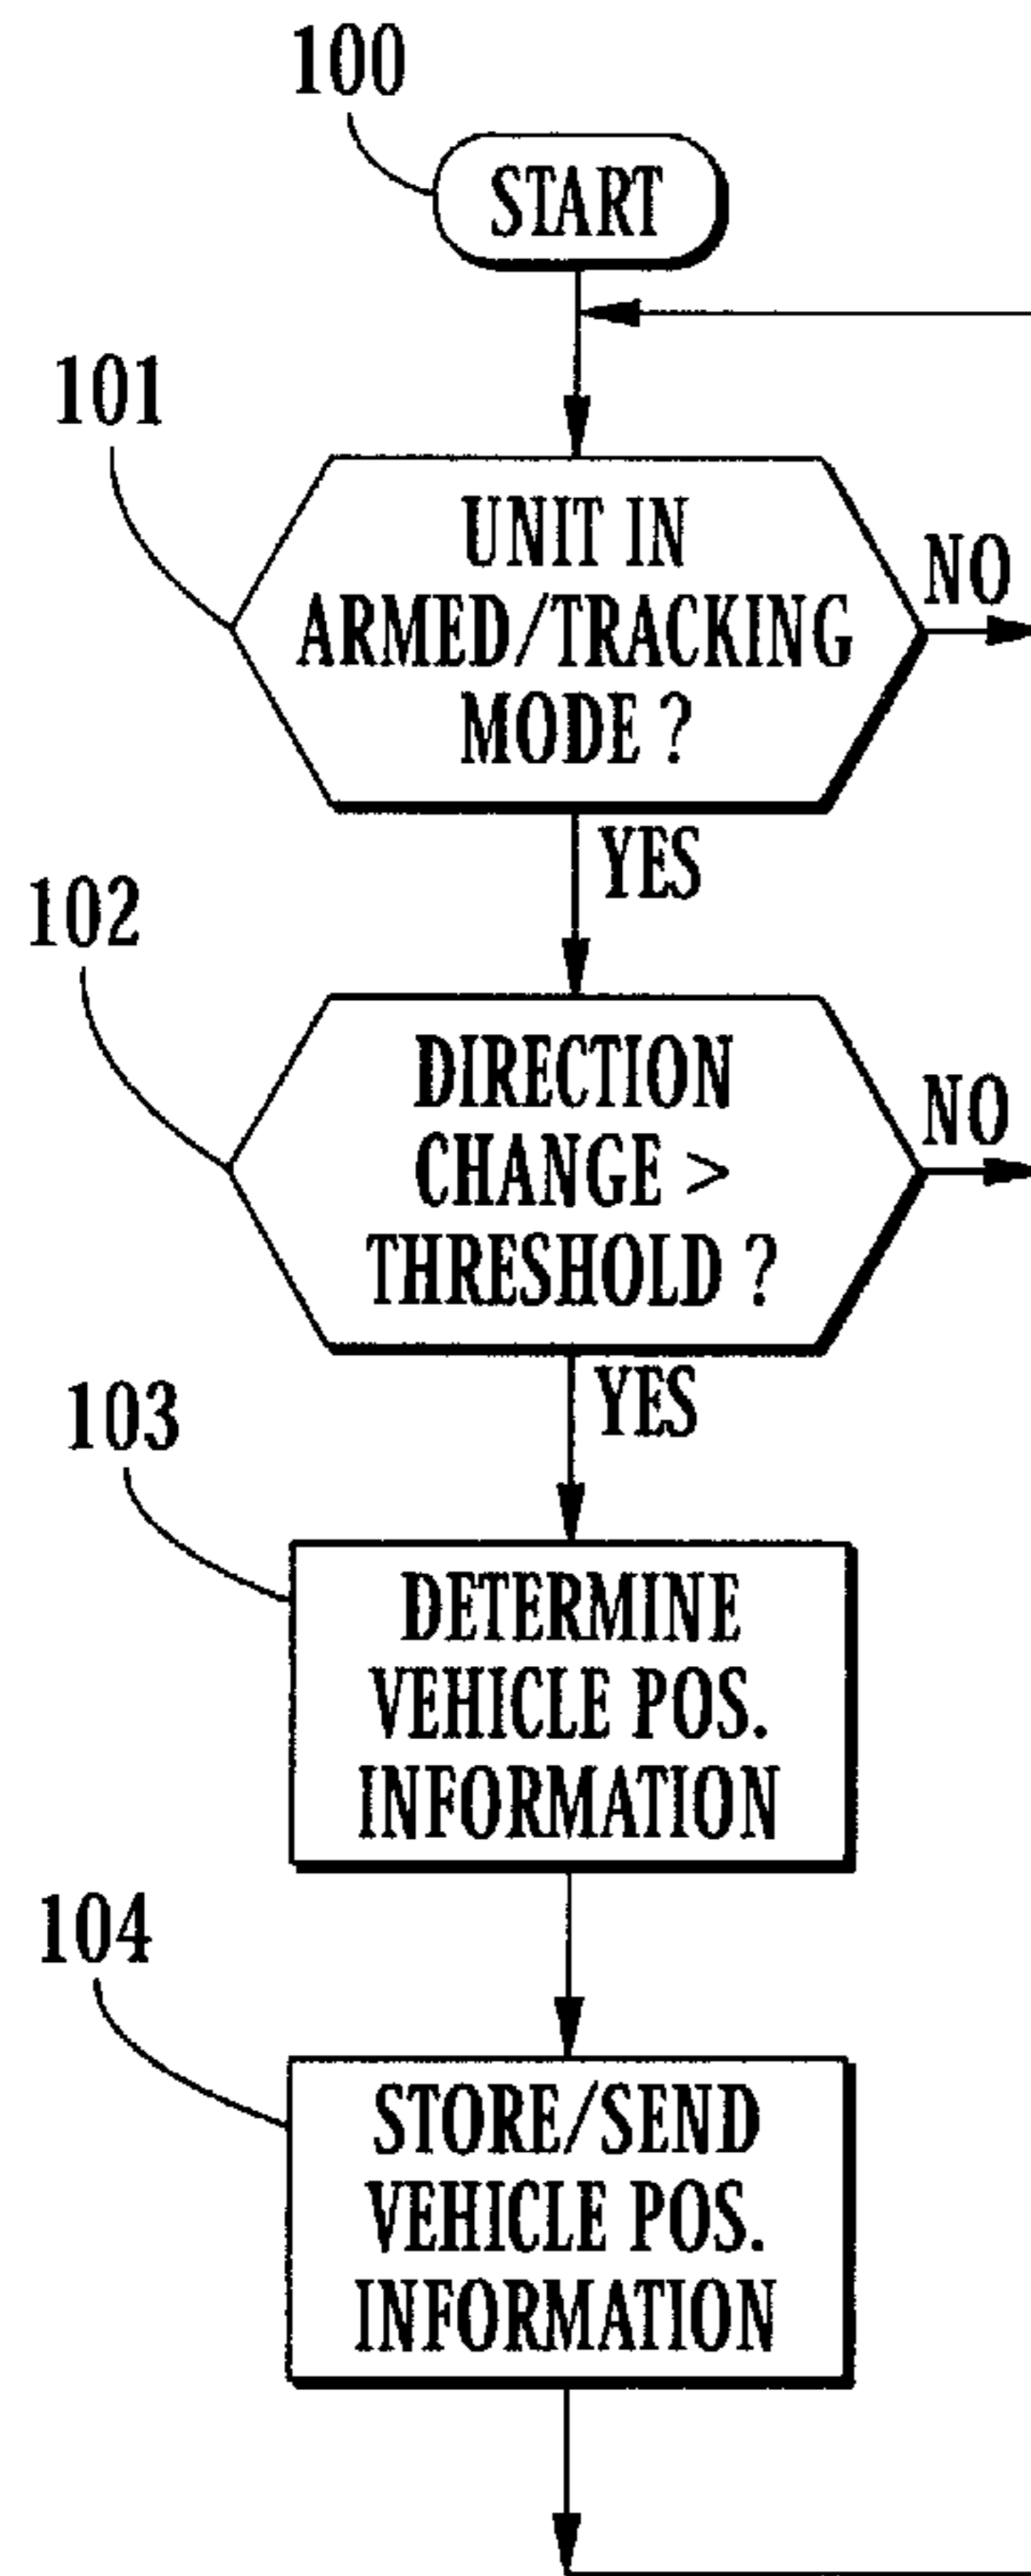 100
START
101
UNIT IN
ARMED/TRACKING
MODE ?
NO
YES
102
DIRECTION
CHANGE >
THRESHOLD ?
NO
YES
103
DETERMINE
VEHICLE POS.
INFORMATION
104
STORE/SEND
VEHICLE POS.
INFORMATION